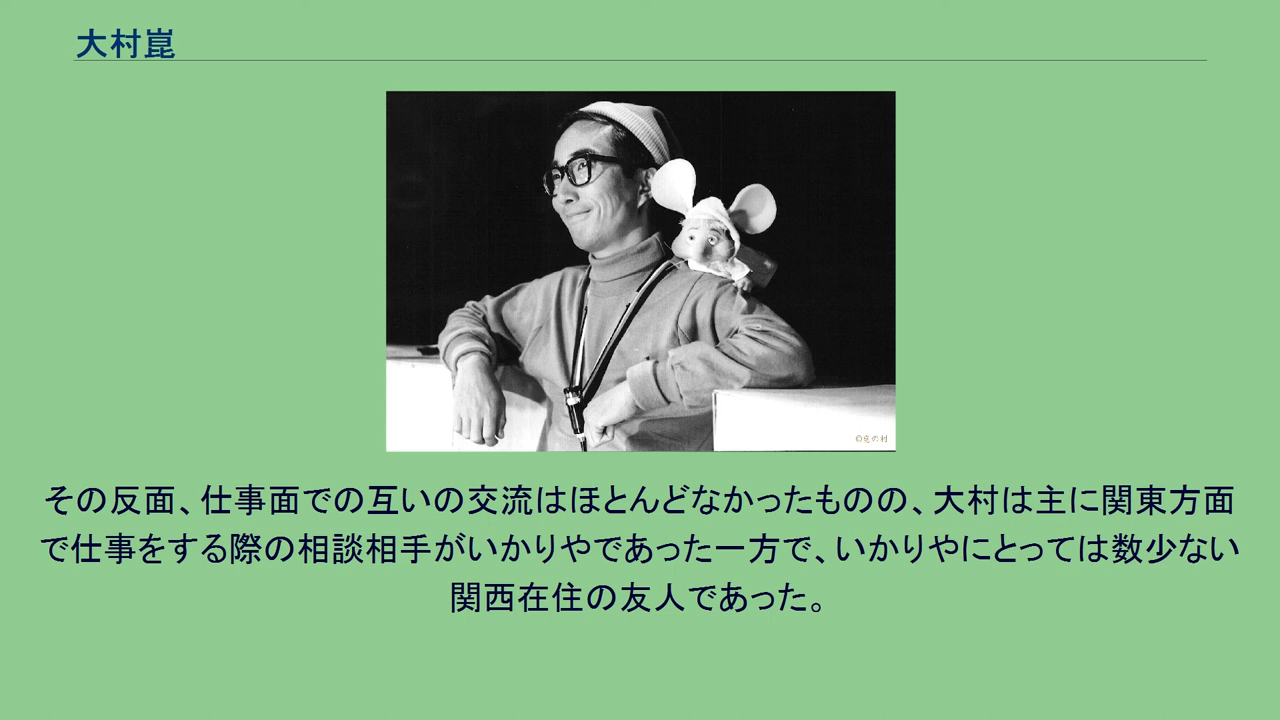 大村崑
©昆の村
その反面、仕事面での互いの交流はほとんどなかったものの、大村は主に関東方面
で仕事をする際の相談相手がいかりやであった一方で、いかりやにとっては数少ない
関西在住の友人であった。